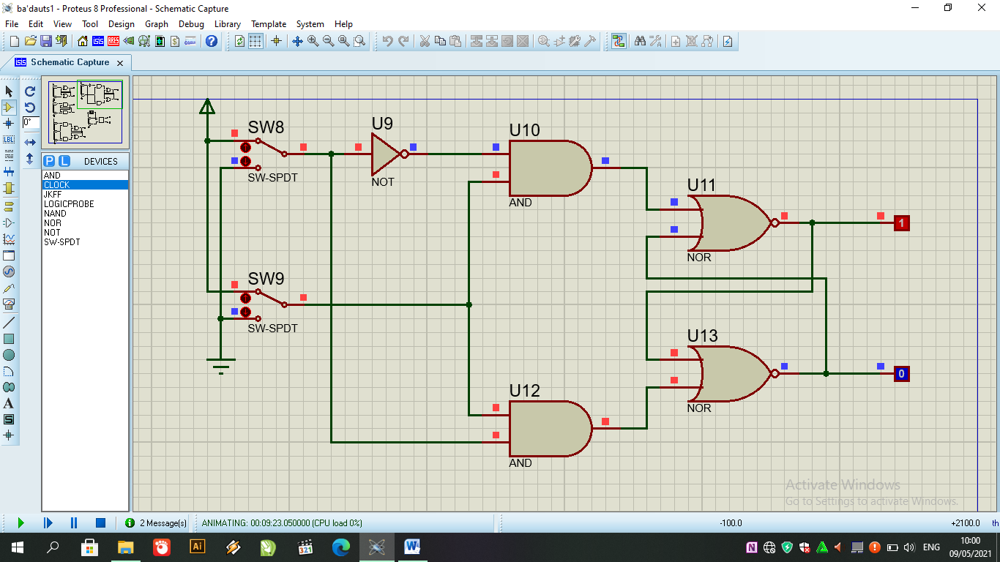 ba'dauts1 - Proteus 8 Professional - Schematic Capture
File Edit View Tool Design Graph Debug Library Template System Help
Schematic Capture
LBL
0°
P L DEVICES
AND
CLOCK
JKFF
LOGICPROBE
NAND
NOR
NOT
SW-SPDT
A
S
SW8
SW-SPDT
U9
NOT
U10
AND
U11
NOR
1
SW9
SW-SPDT
U12
AND
U13
NOR
0
Activate Windows
Go to Settings to activate Windows.
2 Message(s) ANIMATING: 00:09:23.050000 (CPU load 0%) -100.0 +2100.0 th
Ai 321 W N ENG 10:00
09/05/2021